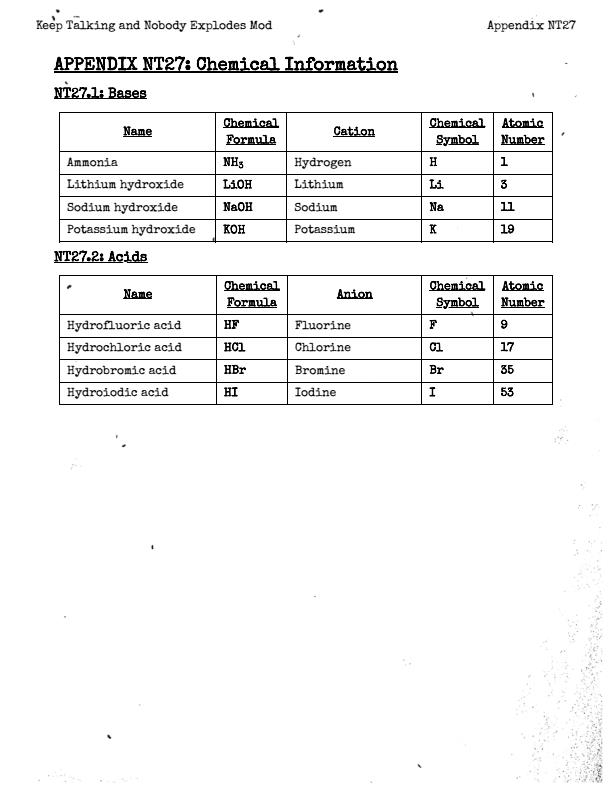 Keep Talking and Nobody Explodes Mod Appendix NT27
APPENDIX NT27: Chemical Information
NT27.1: Bases
Name Chemical Formula Cation Chemical Symbol Atomic Number
Ammonia NH₃ Hydrogen H 1
Lithium hydroxide LiOH Lithium Li 3
Sodium hydroxide NaOH Sodium Na 11
Potassium hydroxide KOH Potassium K 19
NT27.2: Acids
Name Chemical Formula Anion Chemical Symbol Atomic Number
Hydrofluoric acid HF Fluorine F 9
Hydrochloric acid HCl Chlorine Cl 17
Hydrobromic acid HBr Bromine Br 35
Hydroiodic acid HI Iodine I 53